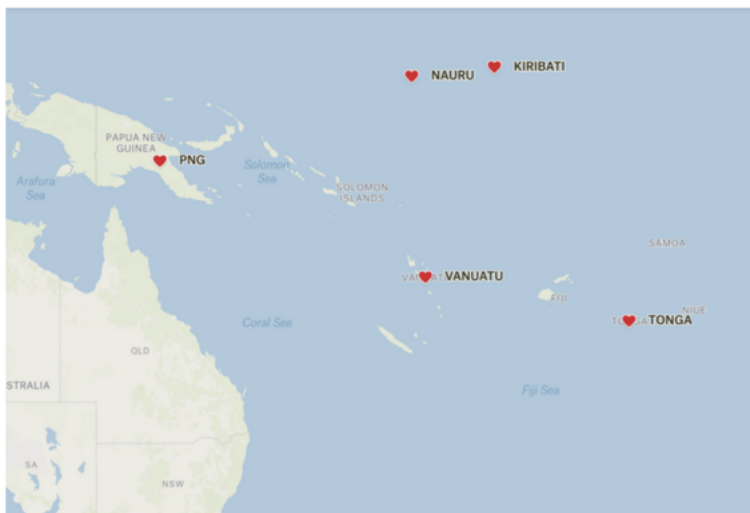 NAURU
KIRIBATI
PAPUA NEW
GUINEA
PNG
Arafura
Sea
Solomon
Sea
SOLOMON
ISLANDS
SAMOA
VANUATU
FIJI
NIUE
TONGA
Coral Sea
QLD
STRALIA
Fiji Sea
SA
NSW